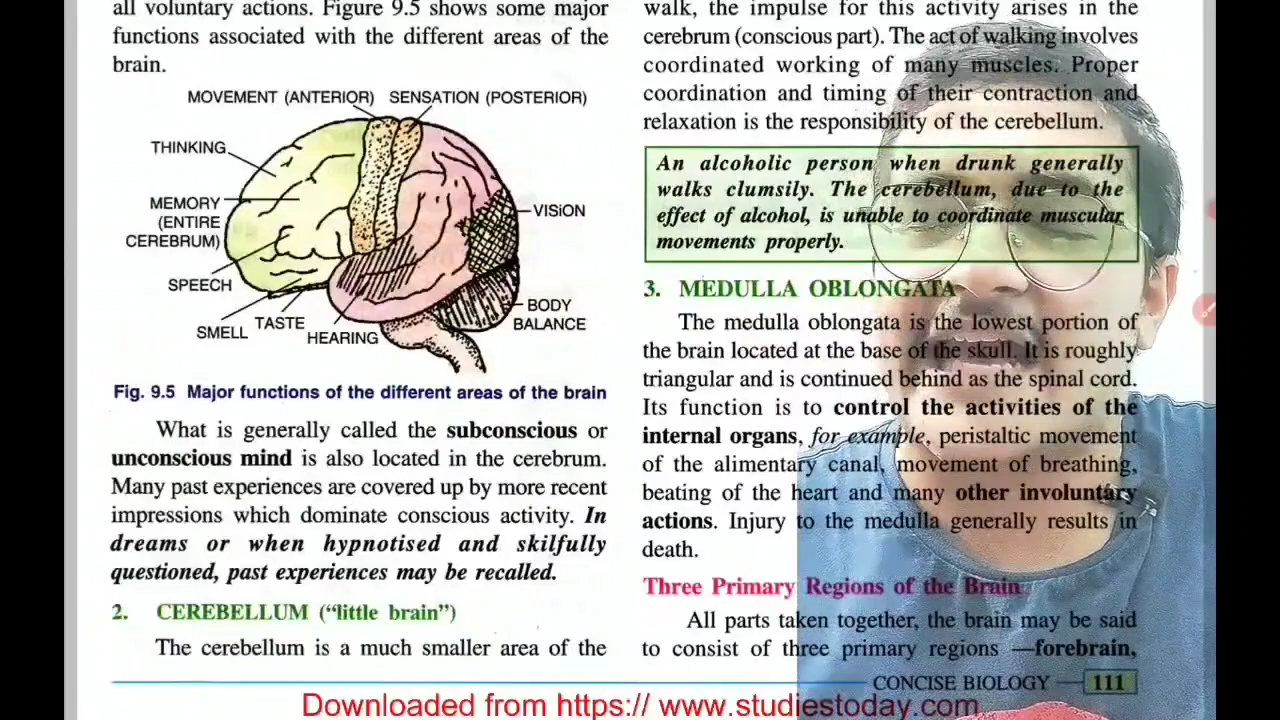 all voluntary actions. Figure 9.5 shows some major
functions associated with the different areas of the
brain.
MOVEMENT (ANTERIOR) SENSATION (POSTERIOR)
THINKING
MEMORY
(ENTIRE
CEREBRUM)
SPEECH
SMELL
TASTE
HEARING
VISiON
BODY
BALANCE
Fig. 9.5 Major functions of the different areas of the brain
What is generally called the subconscious or
unconscious mind is also located in the cerebrum.
Many past experiences are covered up by more recent
impressions which dominate conscious activity. In
dreams or when hypnotised and skilfully
questioned, past experiences may be recalled.
2. CEREBELLUM (“little brain”)
The cerebellum is a much smaller area of the
walk, the impulse for this activity arises in the
cerebrum (conscious part). The act of walking involves
coordinated working of many muscles. Proper
coordination and timing of their contraction and
relaxation is the responsibility of the cerebellum.
An alcoholic person when drunk generally
walks clumsily. The cerebellum, due to the
effect of alcohol, is unable to coordinate muscular
movements properly.
3. MEDULLA OBLONGATA
The medulla oblongata is the lowest portion of
the brain located at the base of the skull. It is roughly
triangular and is continued behind as the spinal cord.
Its function is to control the activities of the
internal organs, for example, peristaltic movement
of the alimentary canal, movement of breathing,
beating of the heart and many other involuntary
actions. Injury to the medulla generally results in
death.
Three Primary Regions of the Brain
All parts taken together, the brain may be said
to consist of three primary regions —forebrain,
CONCISE BIOLOGY 111
Downloaded from https:// www.studiestoday.com